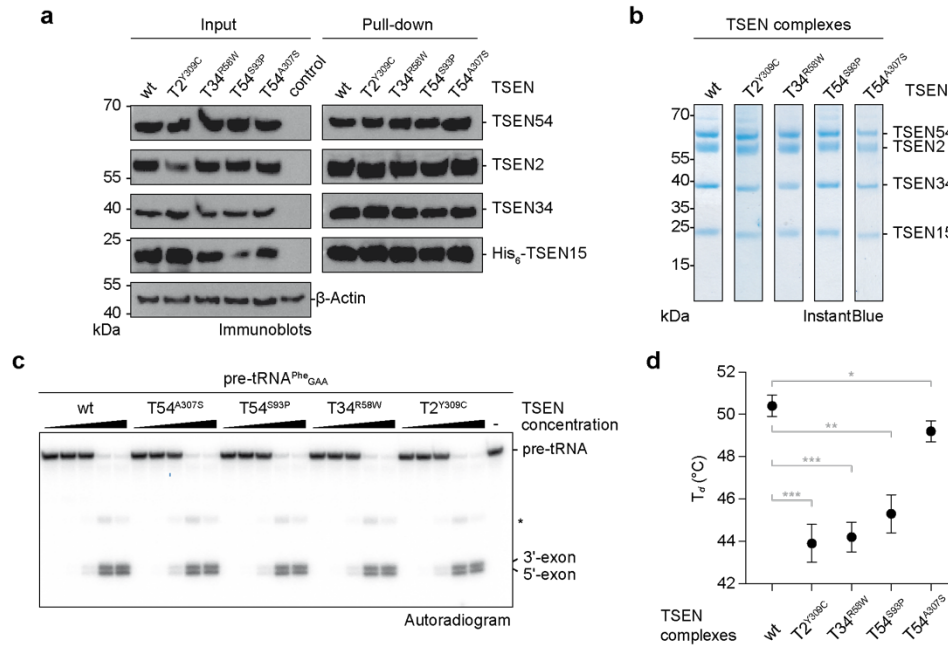 a
Input
Pull-down
wt
T2Y309C
T34R58W
T54S93P
T54A307S
control
wt
T2Y309C
T34R58W
T54S93P
T54A307S
TSEN
70
55
40
25
15
55
40
kDa
TSEN54
TSEN2
TSEN34
His6-TSEN15
β-Actin
Immunoblots
b
TSEN complexes
wt
T2Y309C
T34R58W
T54S93P
T54A307S
TSEN
70
55
40
35
25
15
kDa
TSEN54
TSEN2
TSEN34
TSEN15
InstantBlue
c
pre-tRNAPheGAA
wt
T54A307S
T54S93P
T34R58W
T2Y309C
TSEN
concentration
-
pre-tRNA
*
3'-exon
5'-exon
Autoradiogram
d
52
50
48
46
44
42
Td (°C)
*
**
***
***
TSEN
complexes
wt
T2Y309C
T34R58W
T54S93P
T54A307S